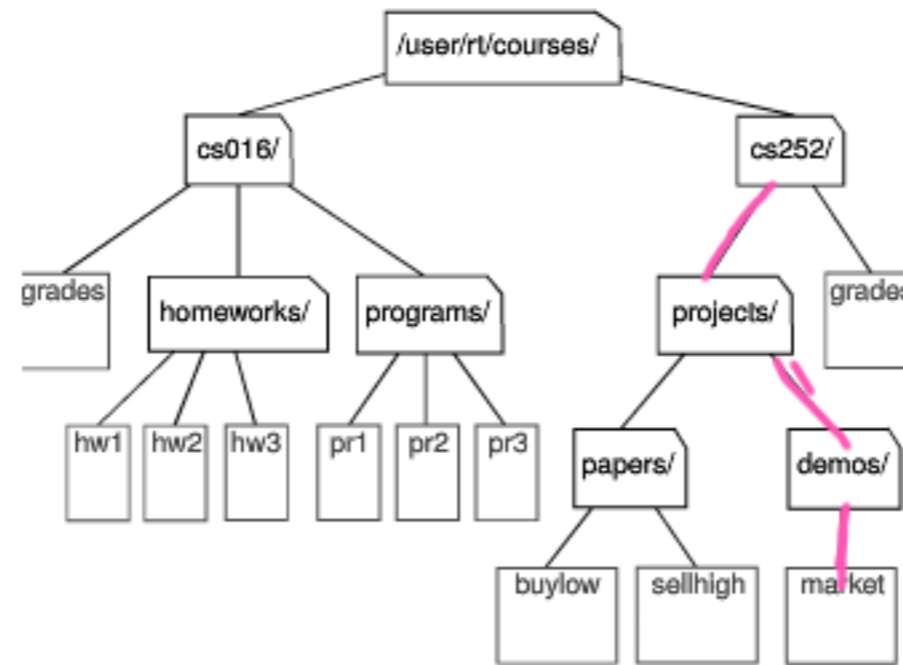 /user/rt/courses/
cs016/ cs252/
grades homeworks/ programs/ projects/ grades
hw1 hw2 hw3 pr1 pr2 pr3 papers/ demos/
buylow sellhigh market